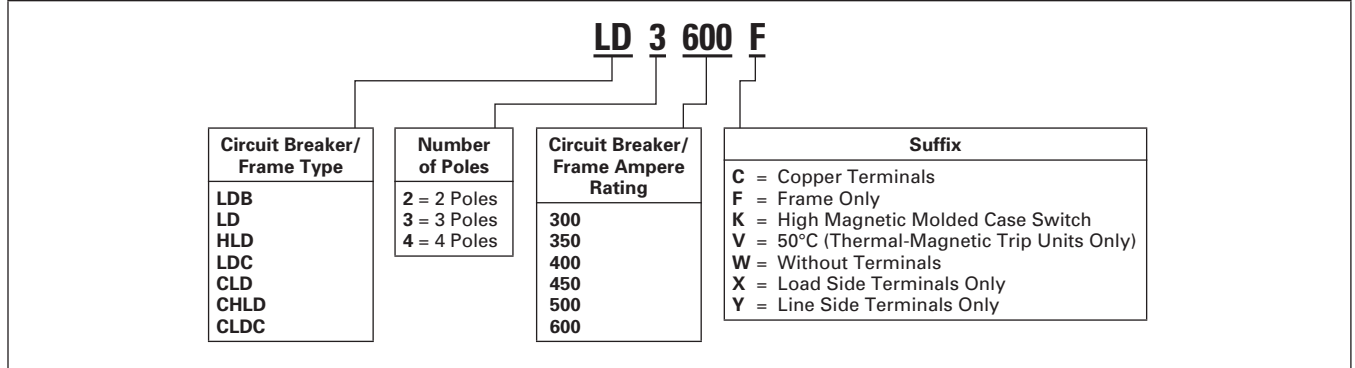 LD 3 600 F
Circuit Breaker/
Frame Type
LDB
LD
HLD
LDC
CLD
CHLD
CLDC
Number
of Poles
2 = 2 Poles
3 = 3 Poles
4 = 4 Poles
Circuit Breaker/
Frame Ampere
Rating
300
350
400
450
500
600
Suffix
C = Copper Terminals
F = Frame Only
K = High Magnetic Molded Case Switch
V = 50°C (Thermal-Magnetic Trip Units Only)
W = Without Terminals
X = Load Side Terminals Only
Y = Line Side Terminals Only